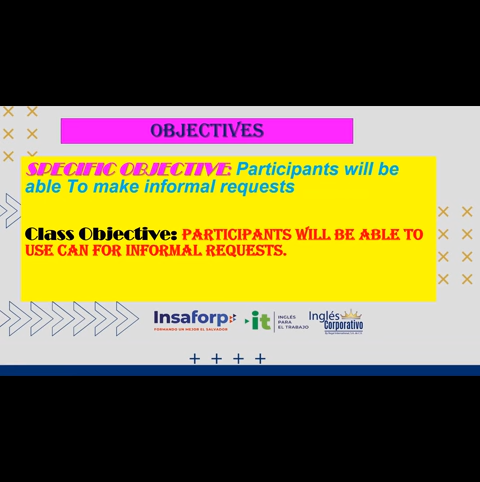 OBJECTIVES
SPECIFIC OBJECTIVE: Participants will be
able To make informal requests
Class Objective: PARTICIPANTS WILL BE ABLE TO
USE CAN FOR INFORMAL REQUESTS.
Insaforp
FORMANDO UN MEJOR EL SALVADOR
it
INGLÉS
PARA
EL TRABAJO
Inglés
Corporativo